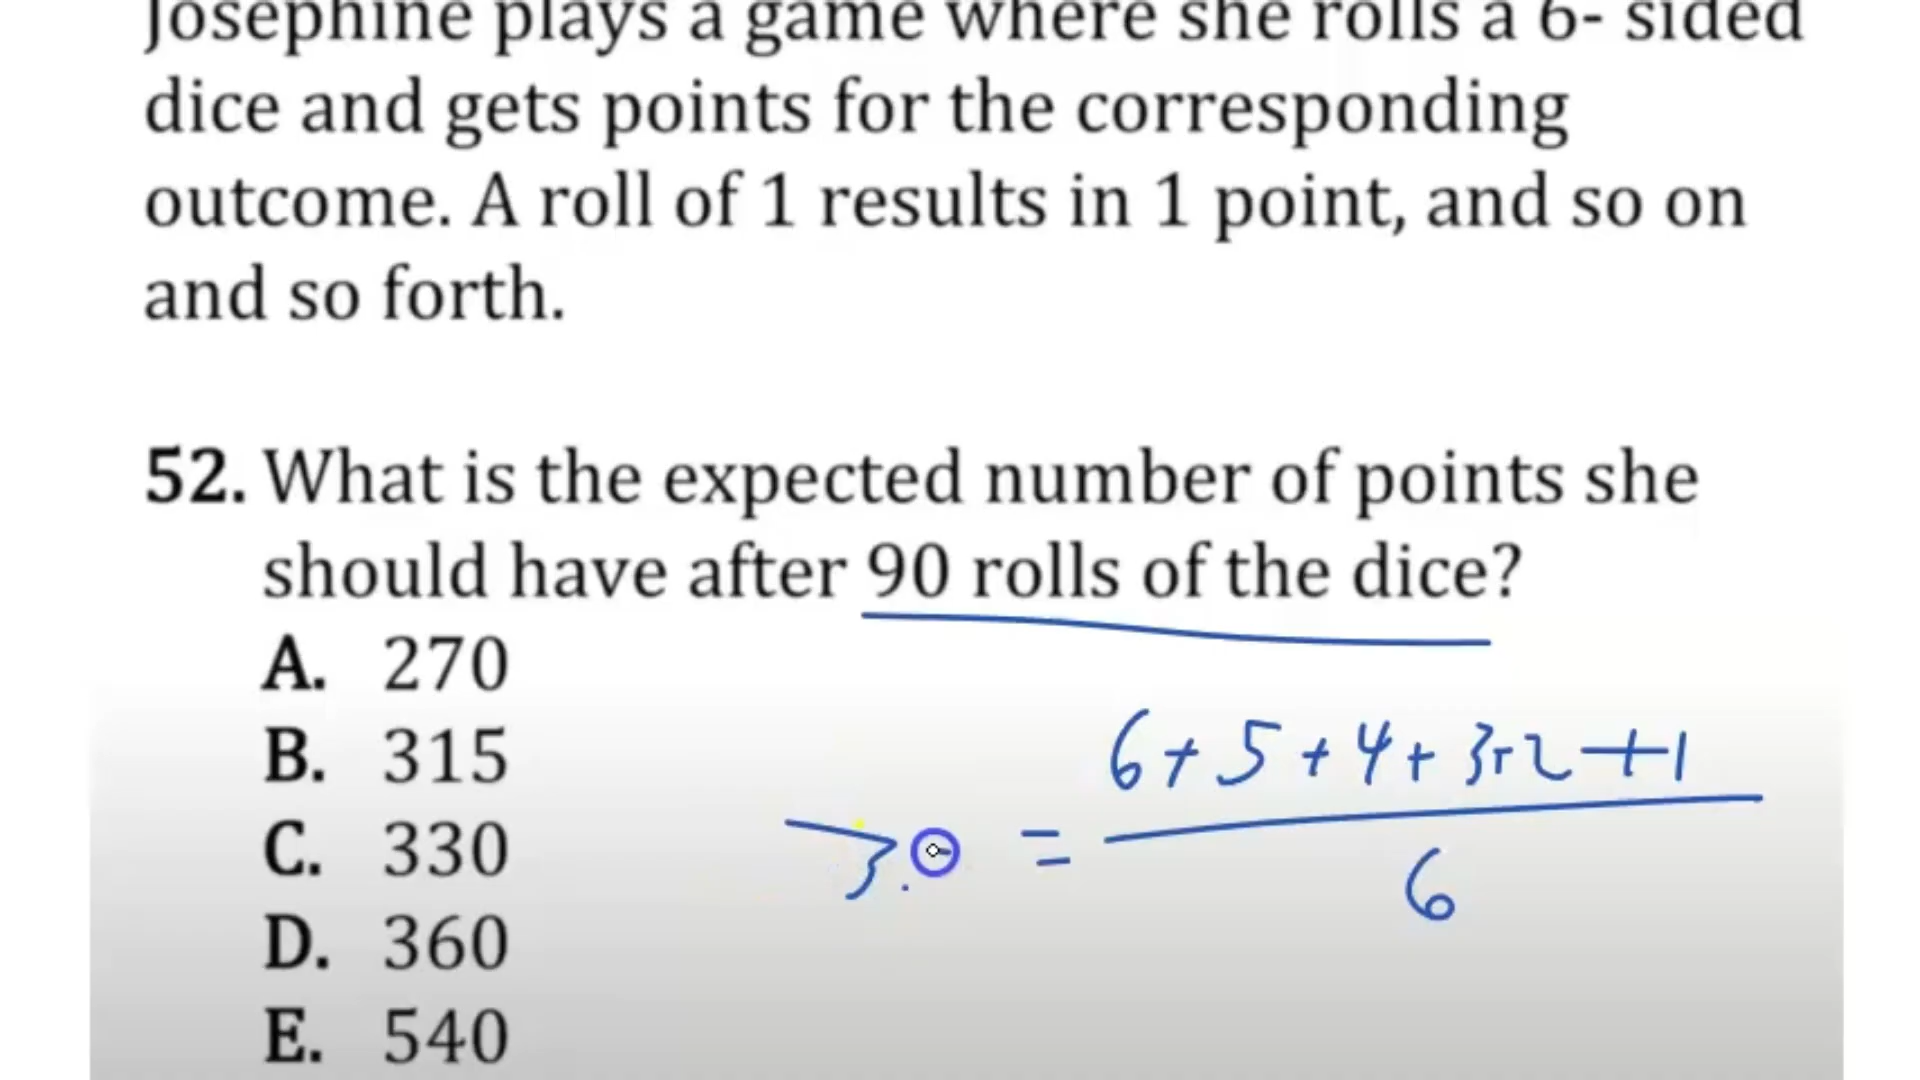 Josephine plays a game where she rolls a 6- sided
dice and gets points for the corresponding
outcome. A roll of 1 results in 1 point, and so on
and so forth.
52. What is the expected number of points she
should have after 90 rolls of the dice?
A. 270
B. 315
C. 330
D. 360
E. 540
6+5+4+3+2+1
3. =
6